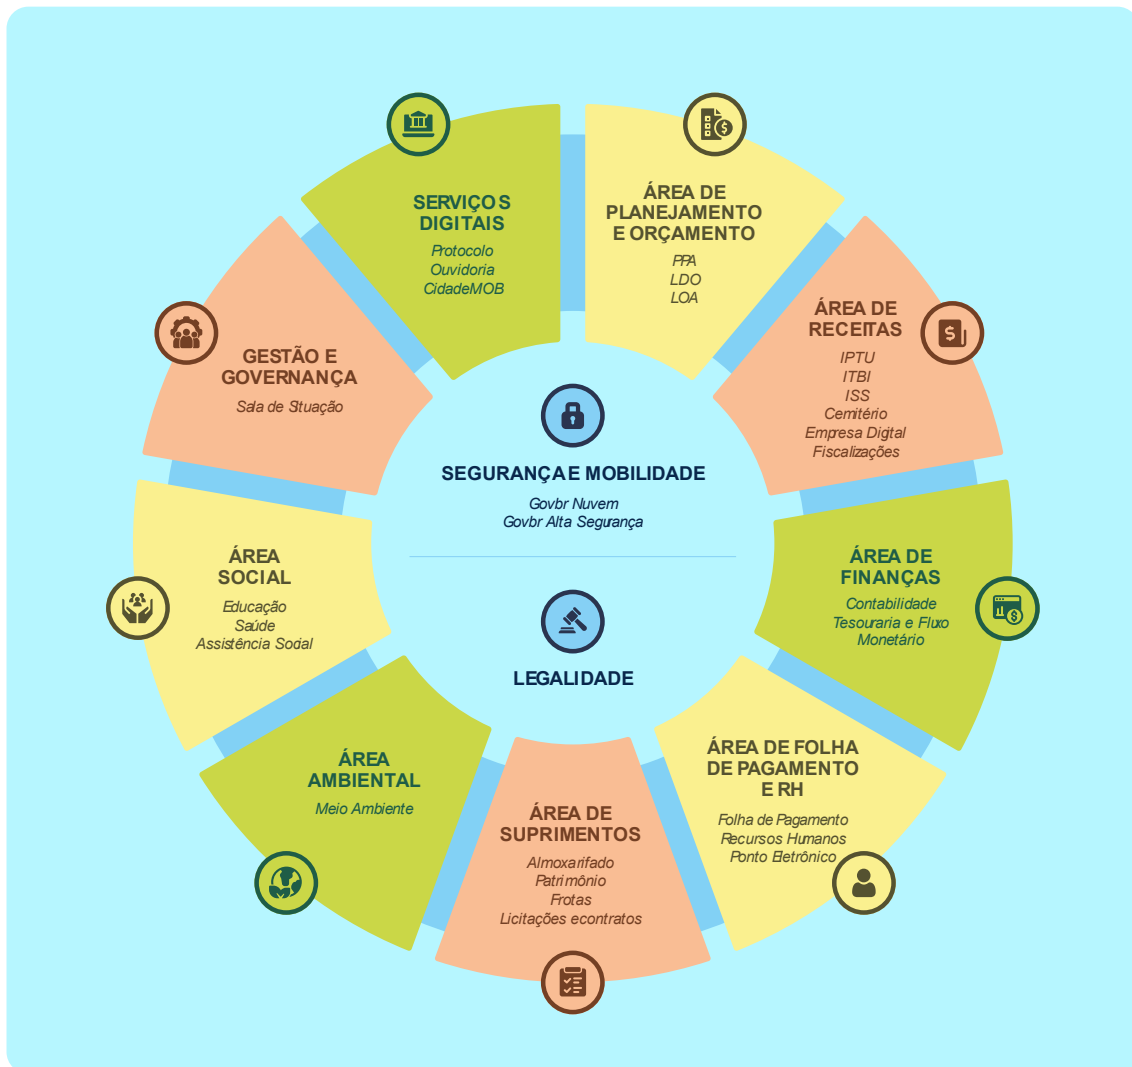 SERVIÇOS
DIGITAIS
Protocolo
Ouvidoria
CidadeMOB
ÁREA DE
PLANEJAMENTO
E ORÇAMENTO
PPA
LDO
LOA
ÁREA DE
RECEITAS
IPTU
ITBI
ISS
Cemitério
Empresa Digital
Fiscalizações
GESTÃO E
GOVERNANÇA
Sala de Situação
SEGURANÇA E MOBILIDADE
Govbr Nuvem
Govbr Alta Segurança
ÁREA DE
FINANÇAS
Contabilidade
Tesouraria e Fluxo
Monetário
ÁREA
SOCIAL
Educação
Saúde
Assistência Social
LEGALIDADE
ÁREA DE FOLHA
DE PAGAMENTO
E RH
Folha de Pagamento
Recursos Humanos
Ponto Eletrônico
ÁREA
AMBIENTAL
Meio Ambiente
ÁREA DE
SUPRIMENTOS
Almoxarifado
Patrimônio
Frotas
Licitações e contratos